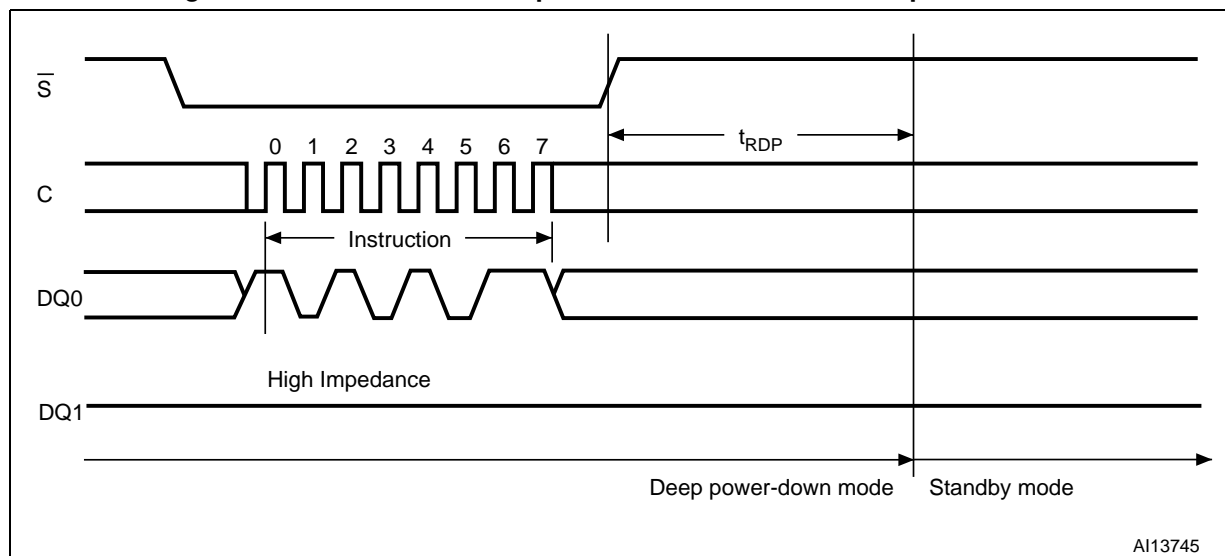 S̅
t_RDP
0 1 2 3 4 5 6 7
C
Instruction
DQ0
High Impedance
DQ1
Deep power-down mode Standby mode
AI13745